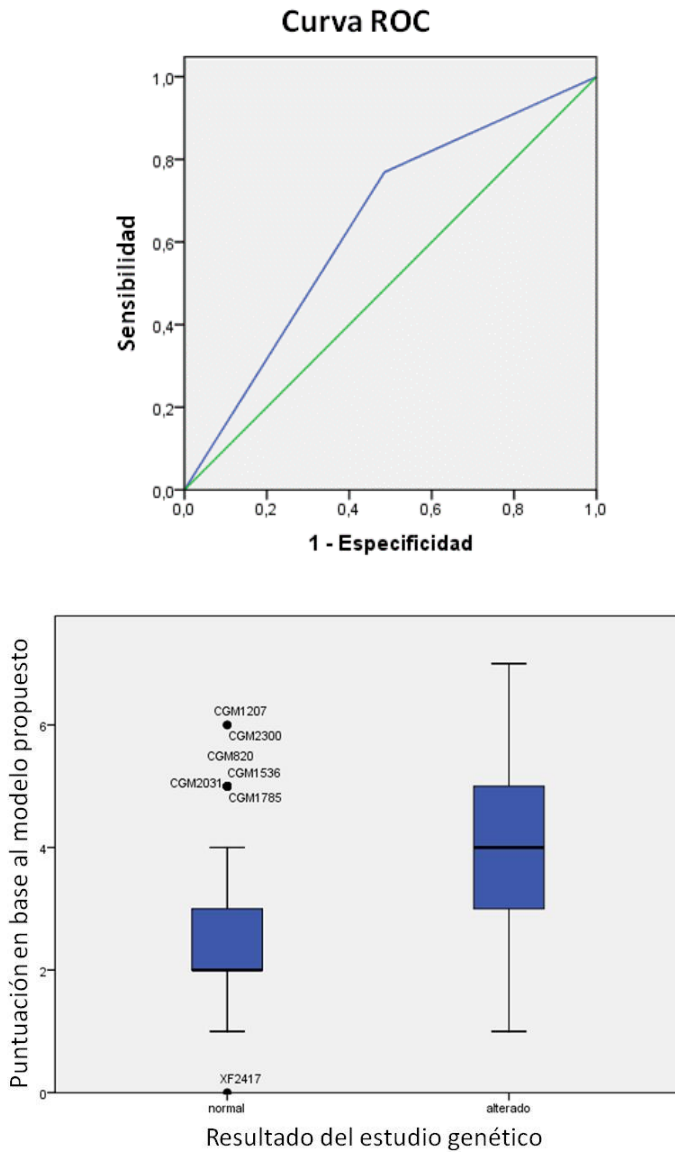 Curva ROC
1,0
0,8
0,6
0,4
0,2
0,0
Sensibilidad
0,0 0,2 0,4 0,6 0,8 1,0
1 - Especificidad
Puntuación en base al modelo propuesto
6
4
2
0
CGM1207
CGM2300
CGM820
CGM1536
CGM2031
CGM1785
XF2417
normal alterado
Resultado del estudio genético